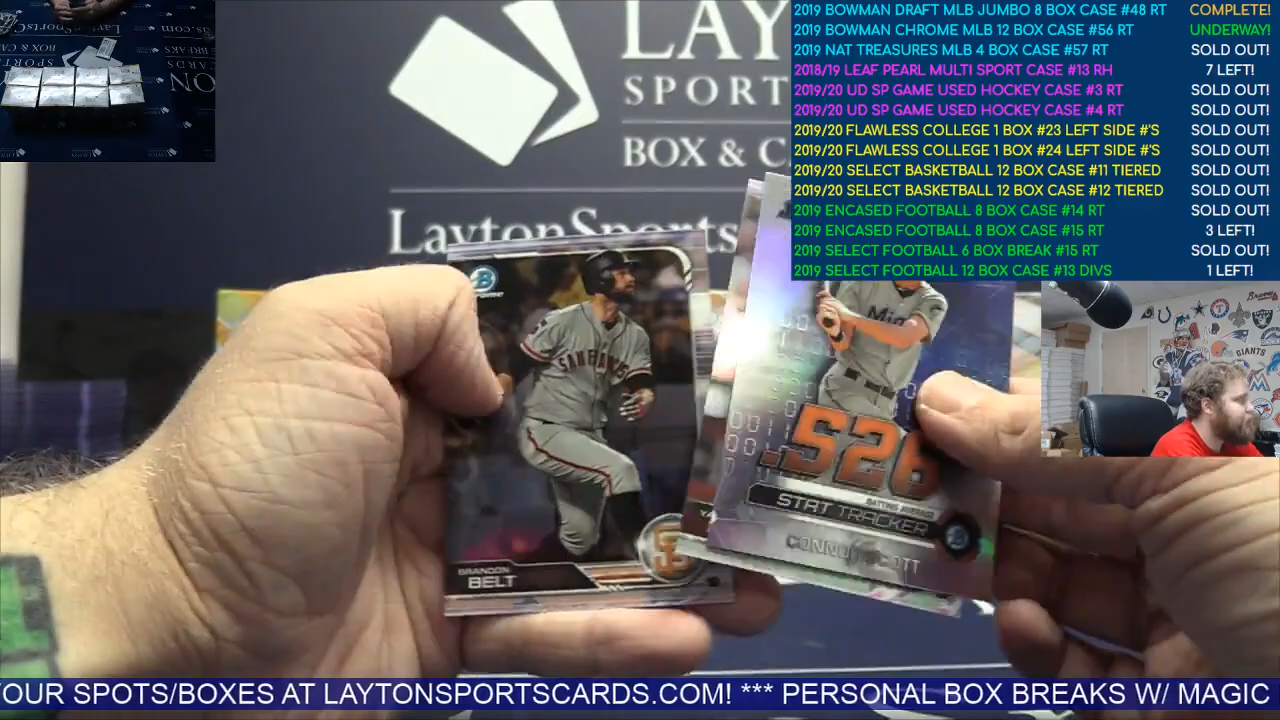 2019 BOWMAN DRAFT MLB JUMBO 8 BOX CASE #48 RT COMPLETE!
2019 BOWMAN CHROME MLB 12 BOX CASE #56 RT UNDERWAY!
2019 NAT TREASURES MLB 4 BOX CASE #57 RT SOLD OUT!
2018/19 LEAF PEARL MULTI SPORT CASE #13 RH 7 LEFT!
2019/20 UD SP GAME USED HOCKEY CASE #3 RT SOLD OUT!
2019/20 UD SP GAME USED HOCKEY CASE #4 RT SOLD OUT!
2019/20 FLAWLESS COLLEGE 1 BOX #23 LEFT SIDE #'S SOLD OUT!
2019/20 FLAWLESS COLLEGE 1 BOX #24 LEFT SIDE #'S SOLD OUT!
2019/20 SELECT BASKETBALL 12 BOX CASE #11 TIERED SOLD OUT!
2019/20 SELECT BASKETBALL 12 BOX CASE #12 TIERED SOLD OUT!
2019 ENCASED FOOTBALL 8 BOX CASE #14 RT SOLD OUT!
2019 ENCASED FOOTBALL 8 BOX CASE #15 RT 3 LEFT!
2019 SELECT FOOTBALL 6 BOX BREAK #15 RT SOLD OUT!
2019 SELECT FOOTBALL 12 BOX CASE #13 DIVS 1 LEFT!
LAY
SPORT
BOX & CA
LaytonSports
SAN FRANCISCO
BRANDON
BELT
Mia
.526
BATTING AVERAGE
STAT TRACKER
GIANTS
OUR SPOTS/BOXES AT LAYTONSPORTSCARDS.COM! *** PERSONAL BOX BREAKS W/ MAGIC